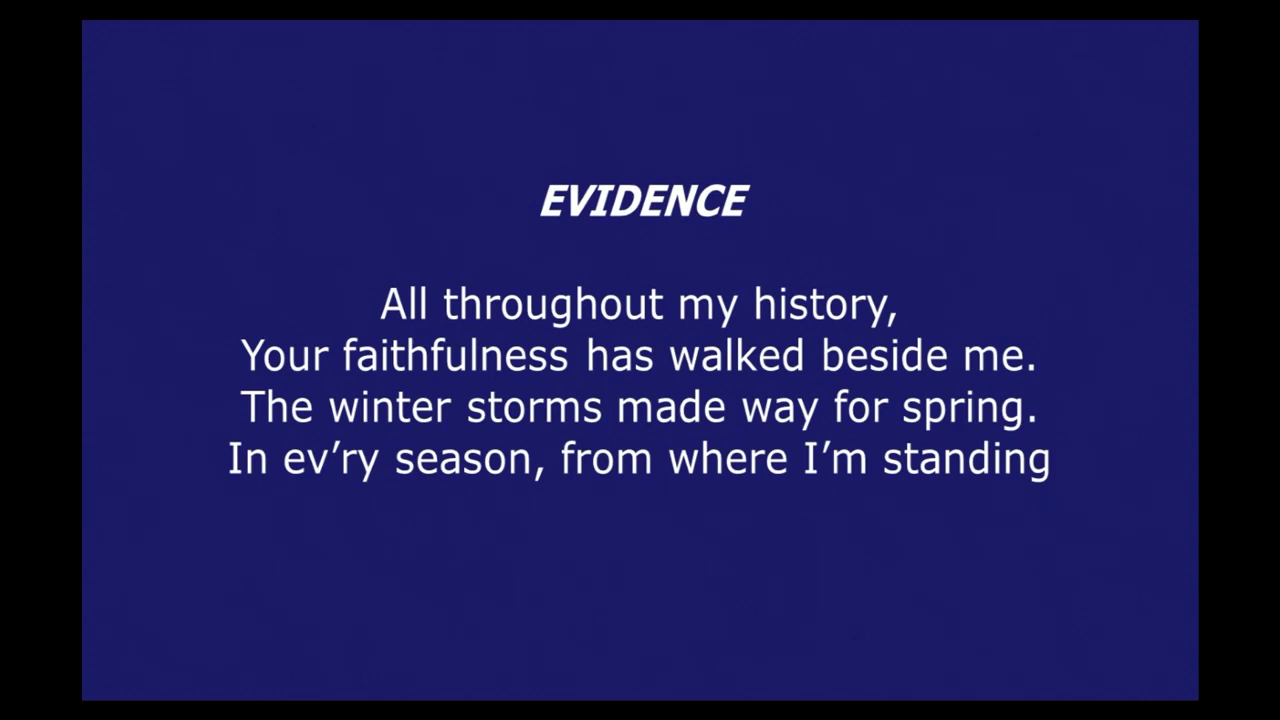 EVIDENCE
All throughout my history,
Your faithfulness has walked beside me.
The winter storms made way for spring.
In ev’ry season, from where I’m standing